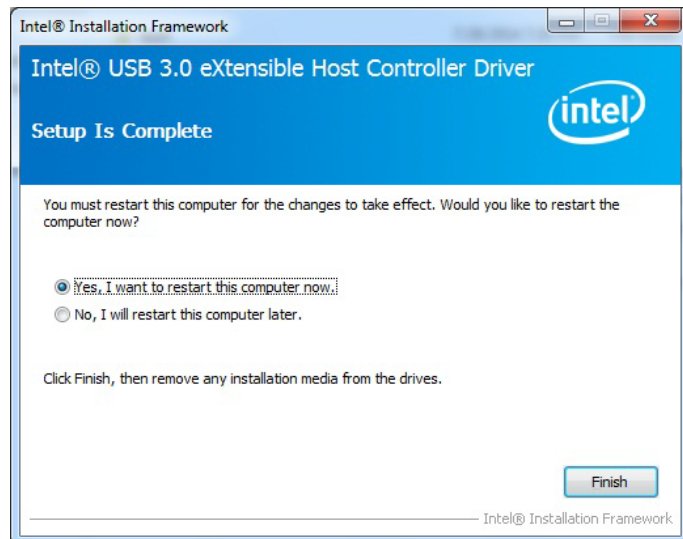 Intel® Installation Framework
Intel® USB 3.0 eXtensible Host Controller Driver
intel®
Setup Is Complete
You must restart this computer for the changes to take effect. Would you like to restart the
computer now?
Yes, I want to restart this computer now.
No, I will restart this computer later.
Click Finish, then remove any installation media from the drives.
Finish
Intel® Installation Framework